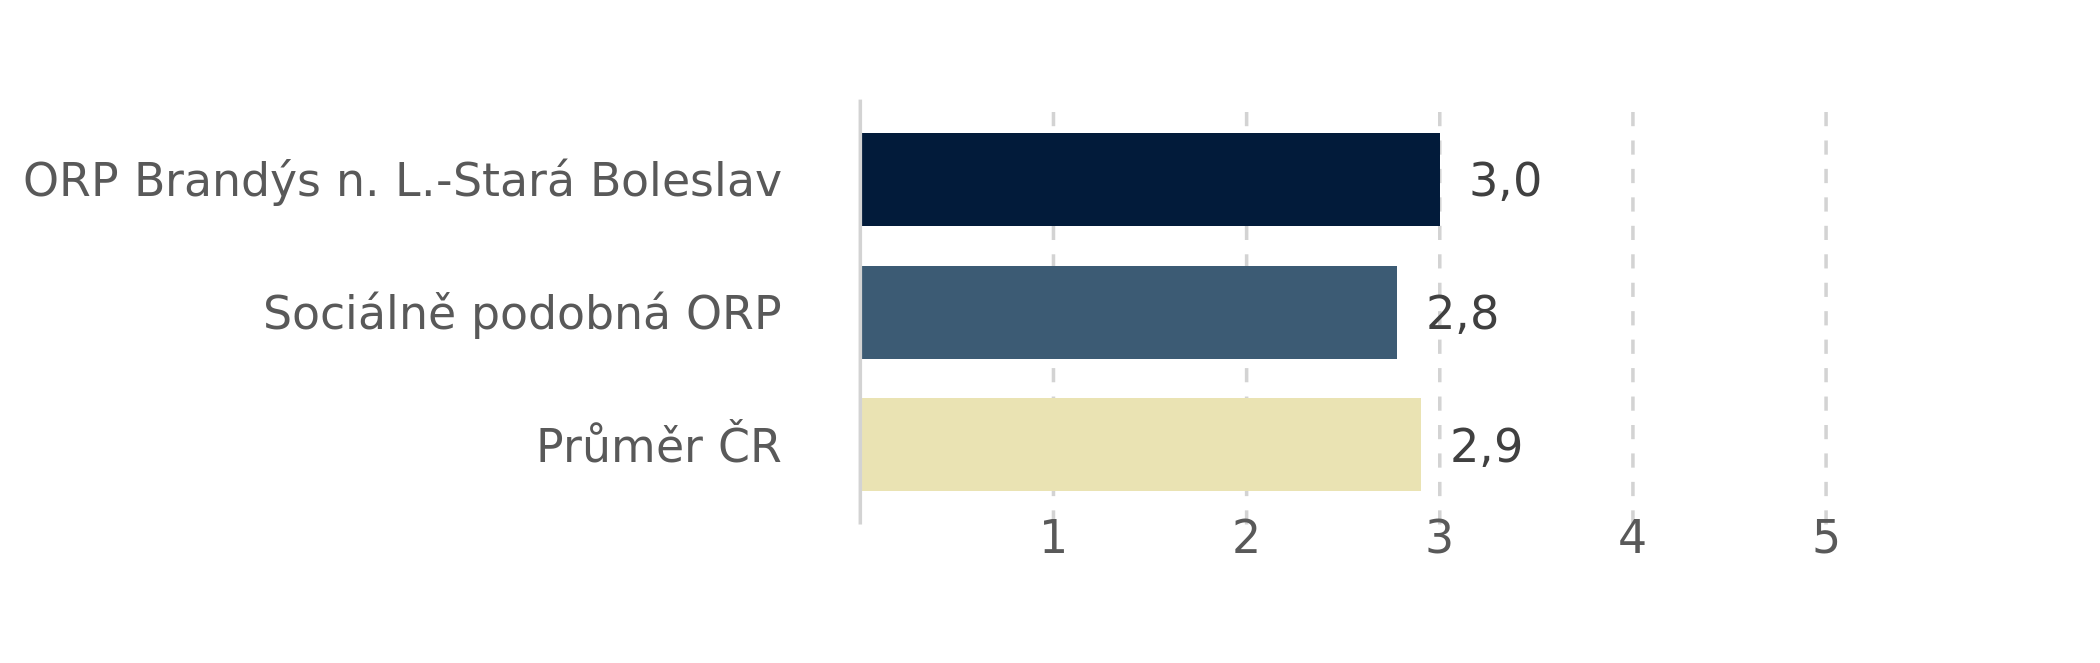 ORP Brandýs n. L.-Stará Boleslav 3,0
Sociálně podobná ORP 2,8
Průměr ČR 2,9
1 2 3 4 5